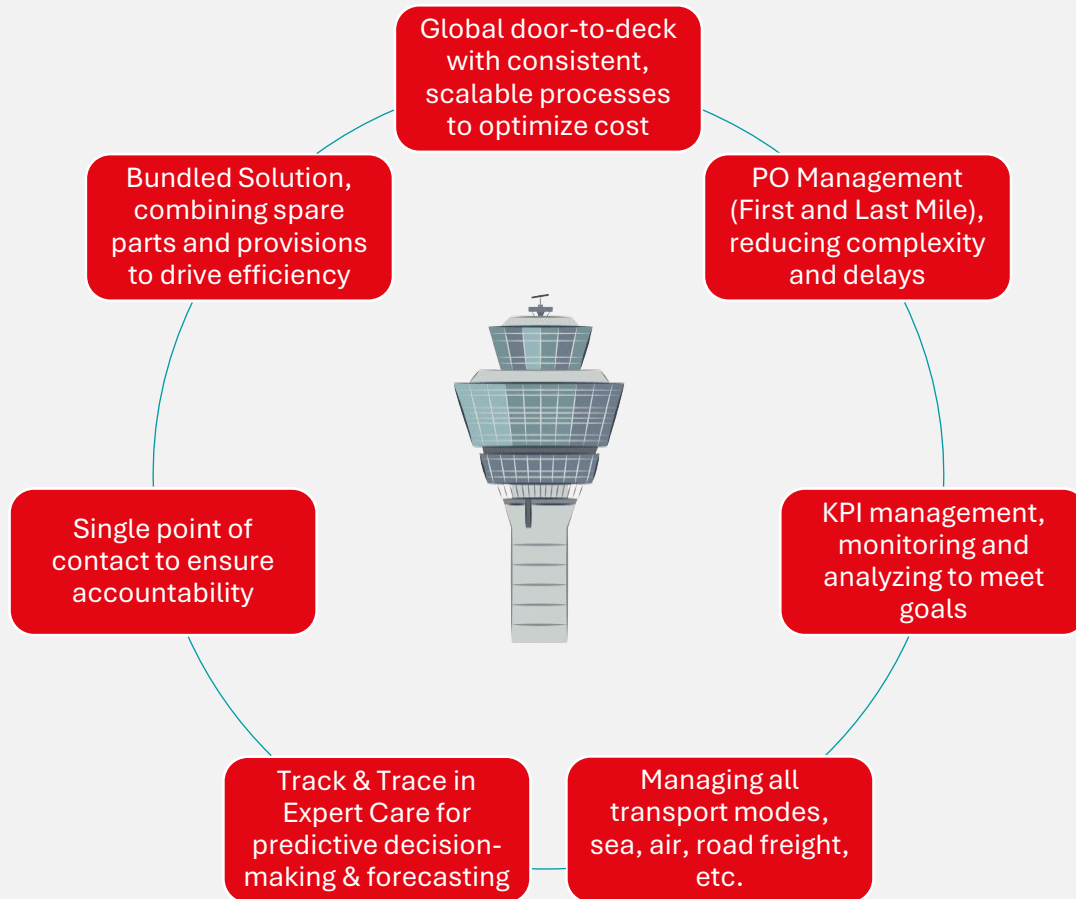 Global door-to-deck
with consistent,
scalable processes
to optimize cost
PO Management
(First and Last Mile),
reducing complexity
and delays
KPI management,
monitoring and
analyzing to meet
goals
Managing all
transport modes,
sea, air, road freight,
etc.
Track & Trace in
Expert Care for
predictive decision-
making & forecasting
Single point of
contact to ensure
accountability
Bundled Solution,
combining spare
parts and provisions
to drive efficiency